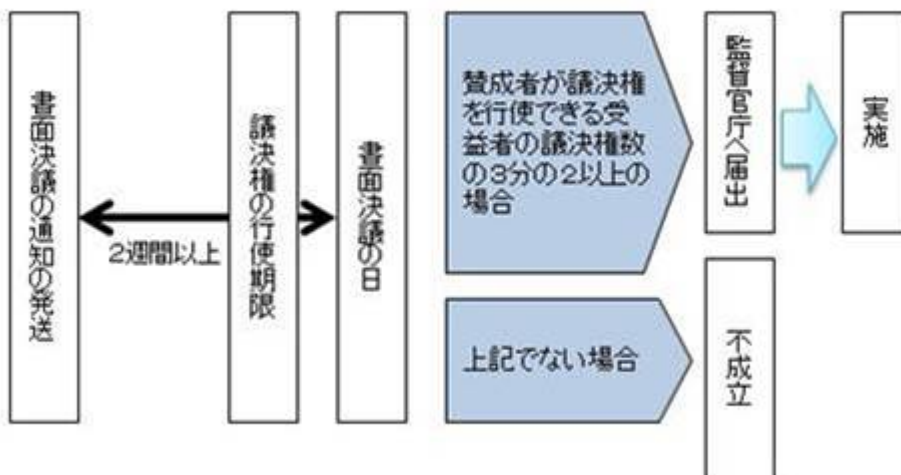 書面決議の通知の発送
2週間以上
議決権の行使期限
書面決議の日
賛成者が議決権
を行使できる受
益者の議決権数
の3分の2以上の
場合
監督官庁へ届出
実施
上記でない場合
不成立